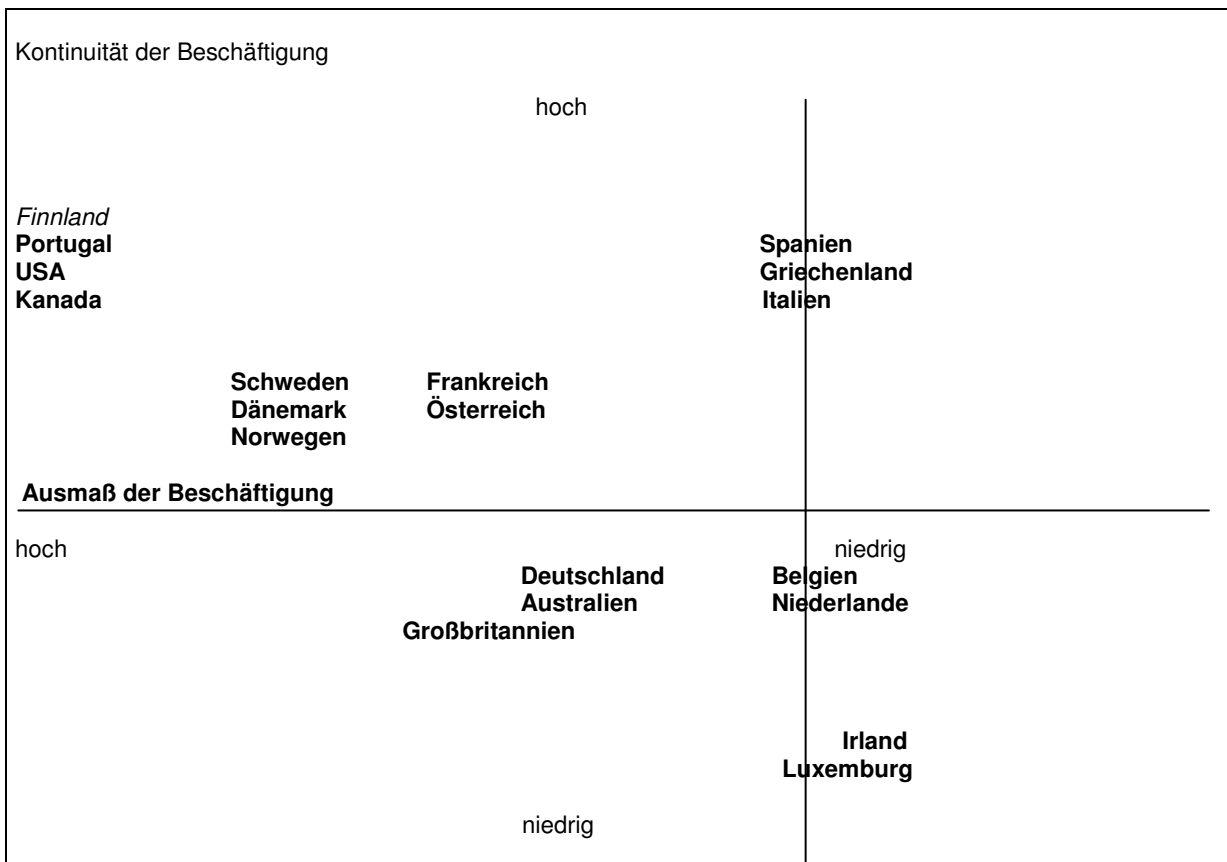 Kontinuität der Beschäftigung
hoch
Finnland
Portugal
Spanien
USA
Griechenland
Kanada
Italien
Schweden
Frankreich
Dänemark
Österreich
Norwegen
Ausmaß der Beschäftigung
hoch
niedrig
Deutschland
Belgien
Australien
Niederlande
Großbritannien
Irland
Luxemburg
niedrig